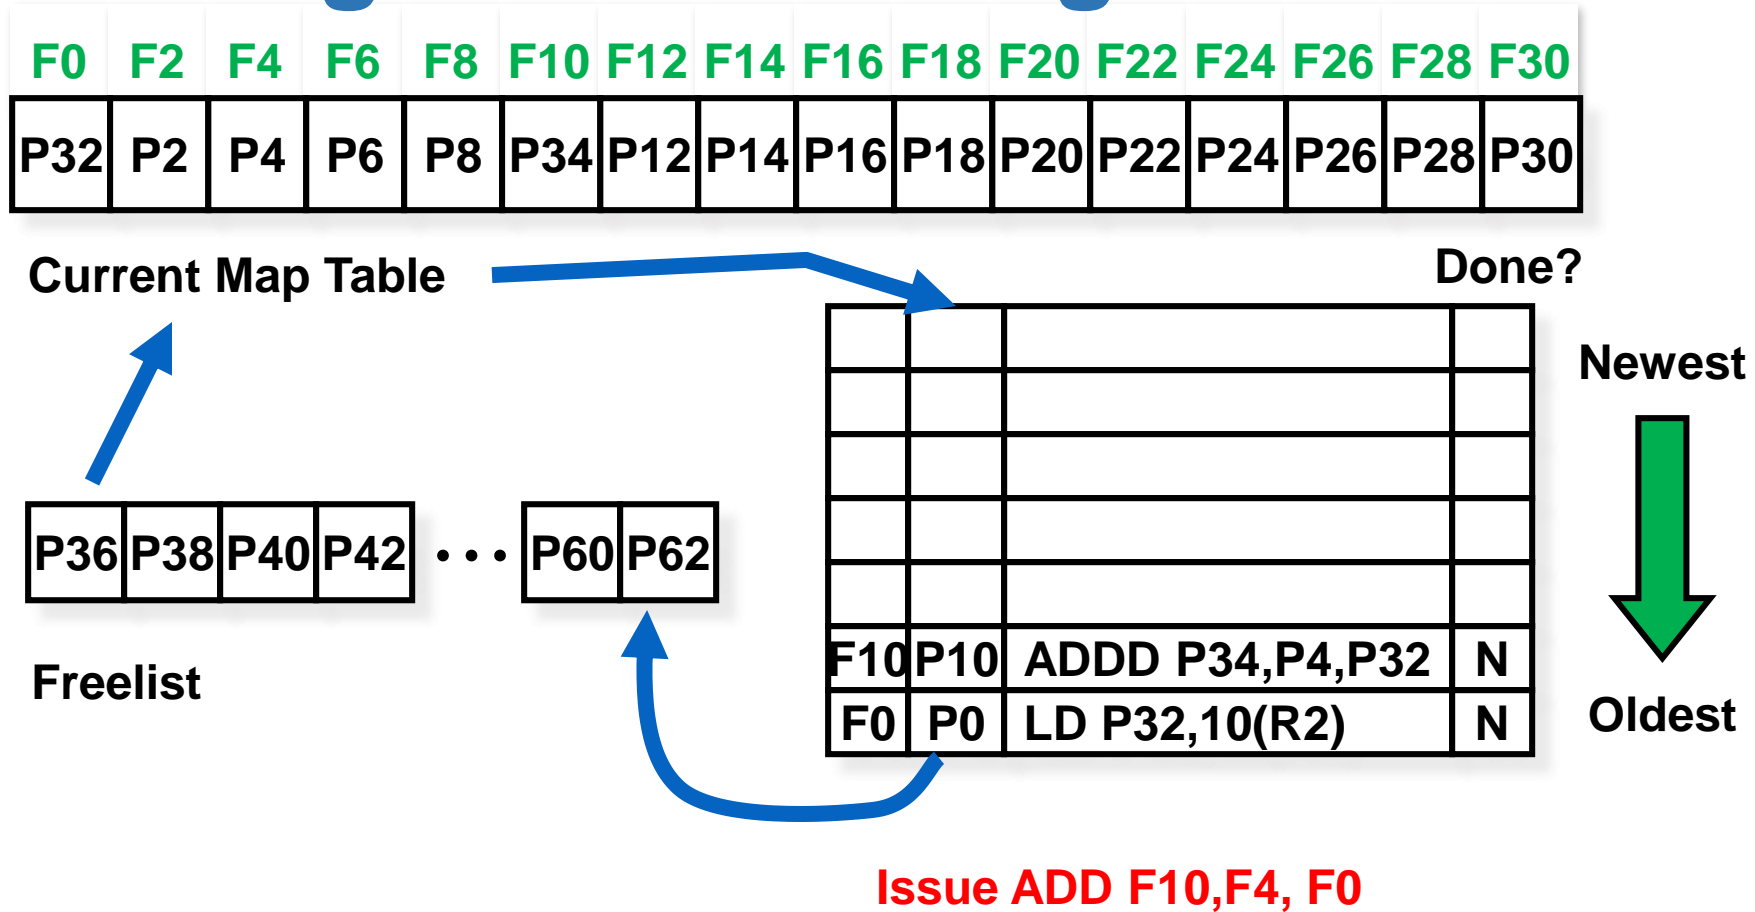 F0 F2 F4 F6 F8 F10 F12 F14 F16 F18 F20 F22 F24 F26 F28 F30
P32 P2 P4 P6 P8 P34 P12 P14 P16 P18 P20 P22 P24 P26 P28 P30
Current Map Table
Done?
Newest
P36 P38 P40 P42 ... P60 P62
Freelist
F10 P10 ADDD P34,P4,P32 N
F0 P0 LD P32,10(R2) N
Oldest
Issue ADD F10,F4, F0